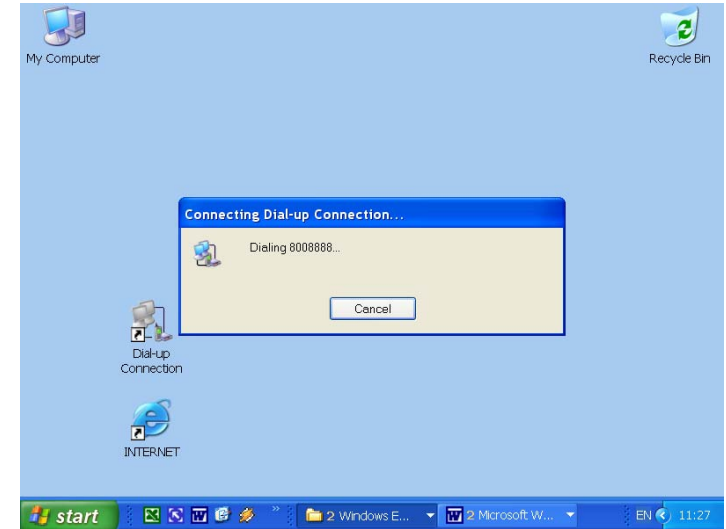 My Computer
Recycle Bin
Connecting Dial-up Connection...
Dialing 8008888...
Cancel
Dial-up
Connection
INTERNET
start
2 Windows E...
2 Microsoft W...
EN
11:27